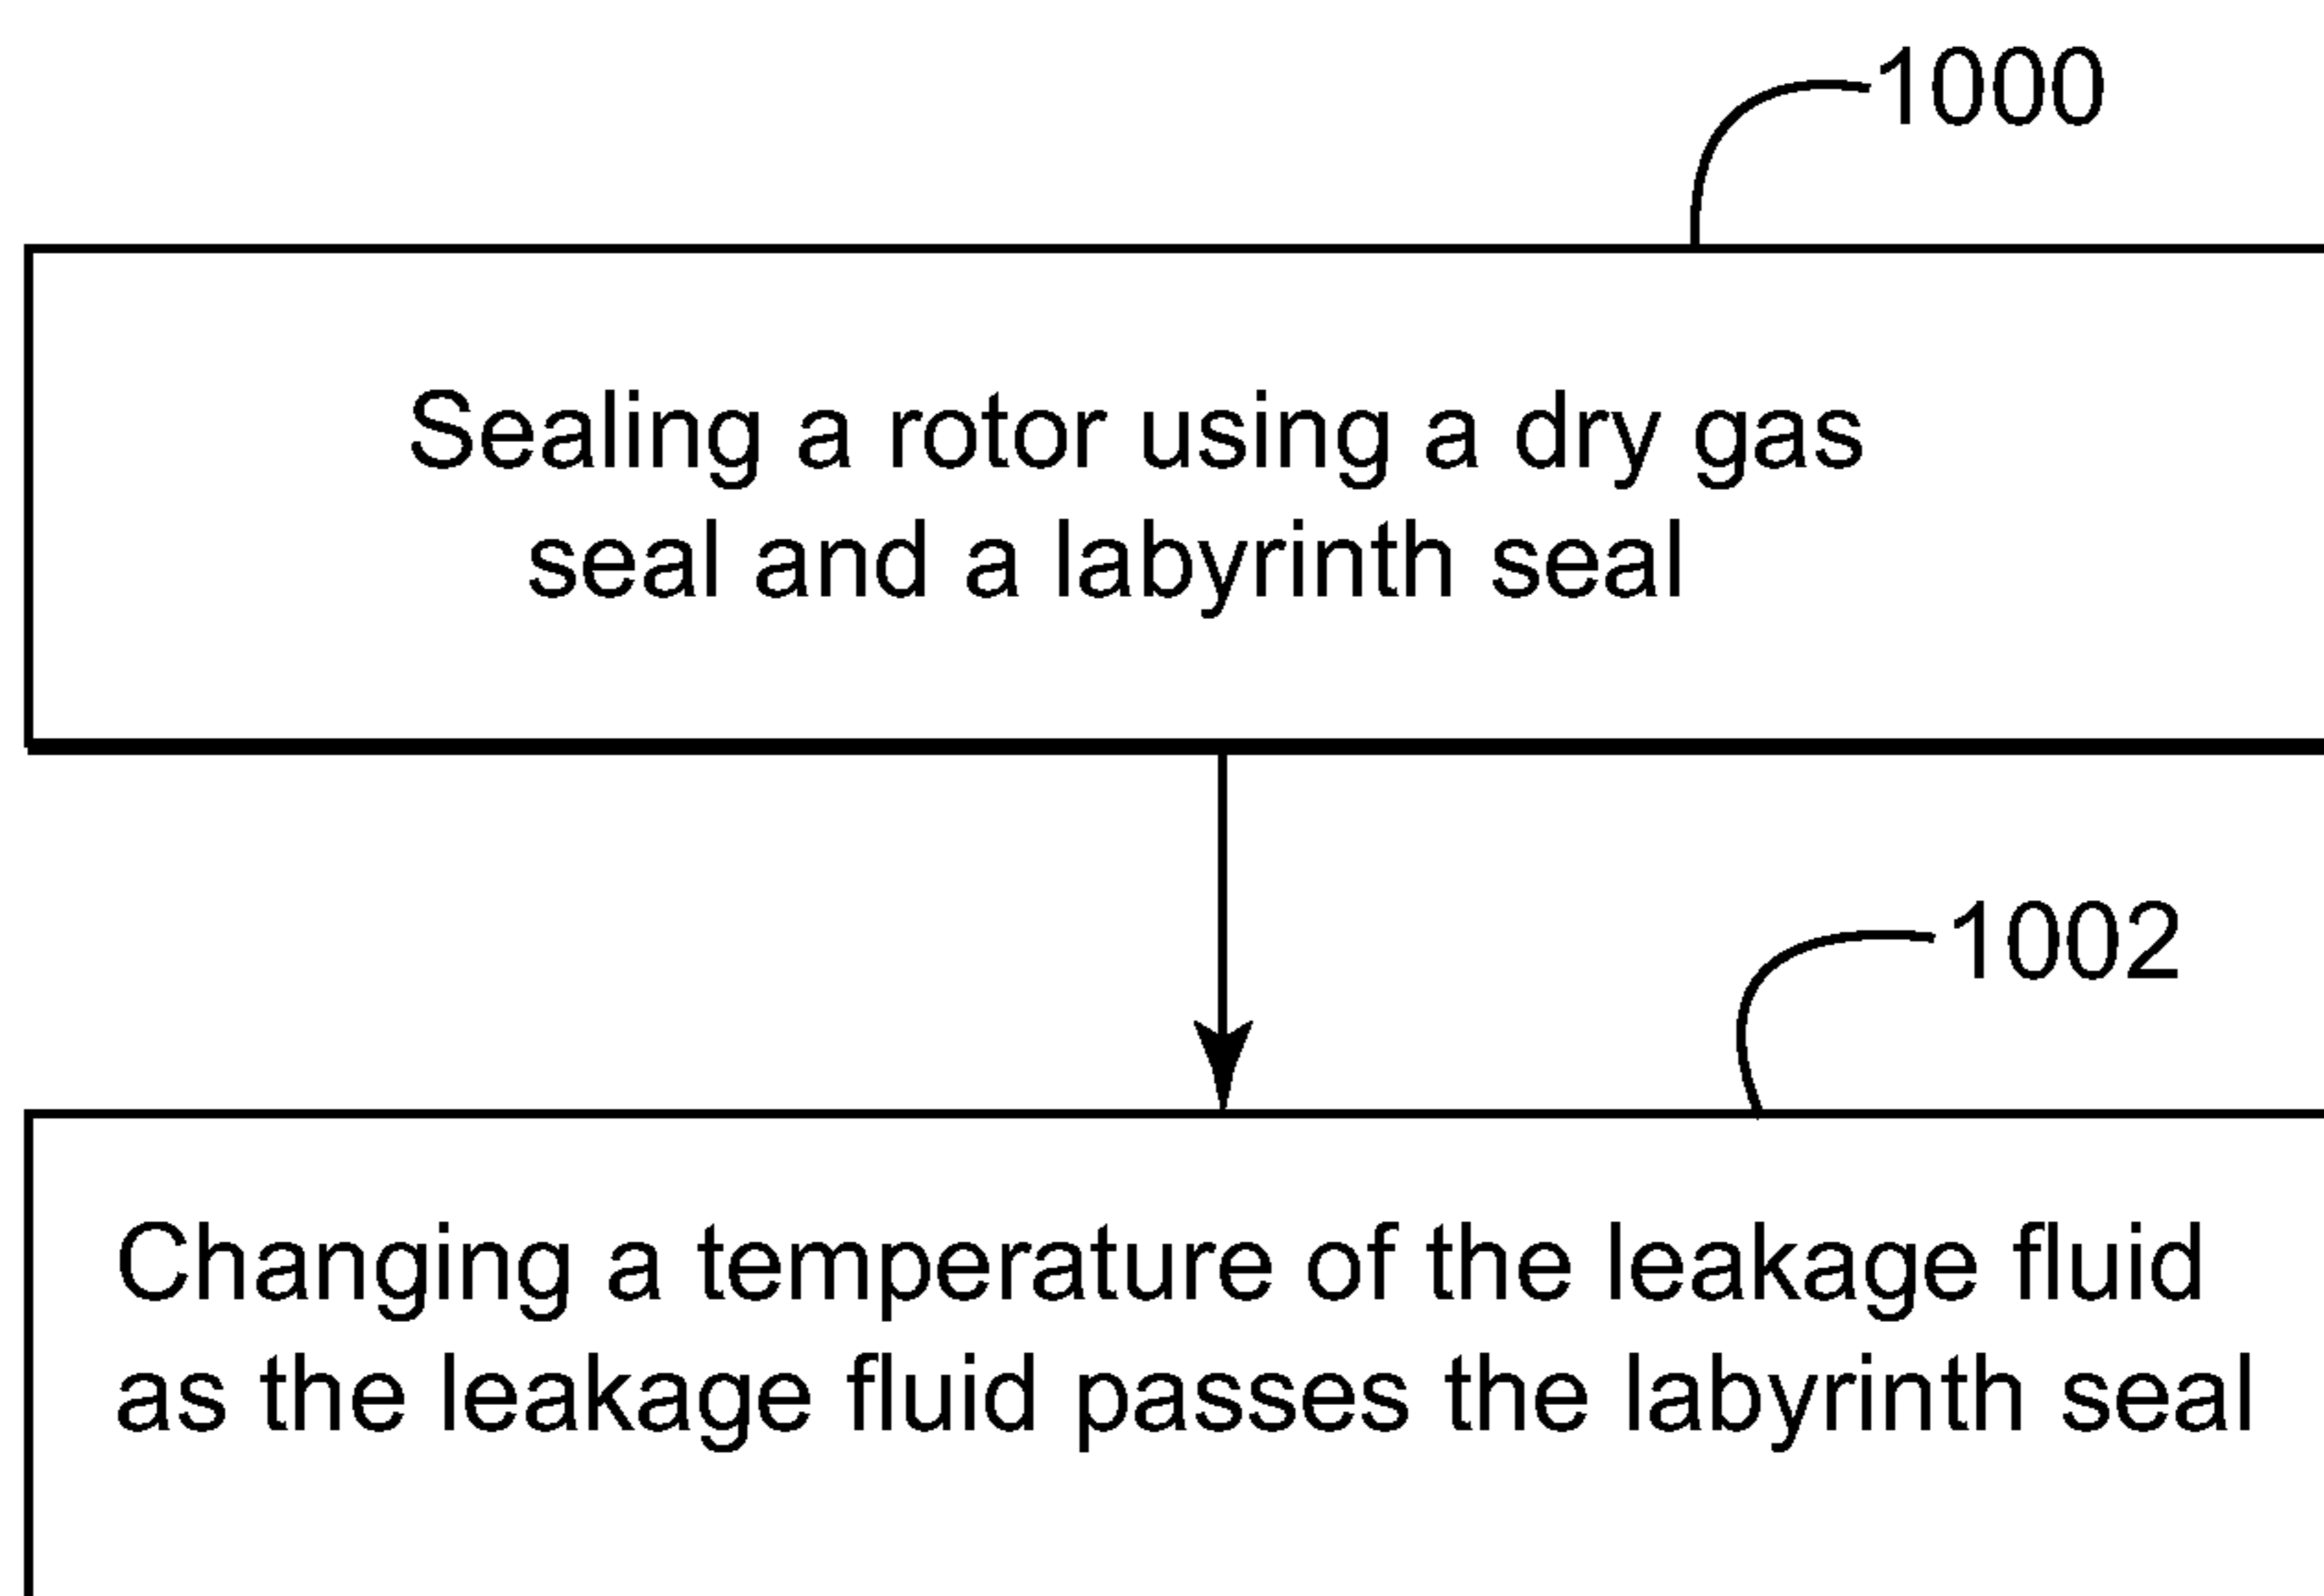 1000
Sealing a rotor using a dry gas
seal and a labyrinth seal
1002
Changing a temperature of the leakage fluid
as the leakage fluid passes the labyrinth seal